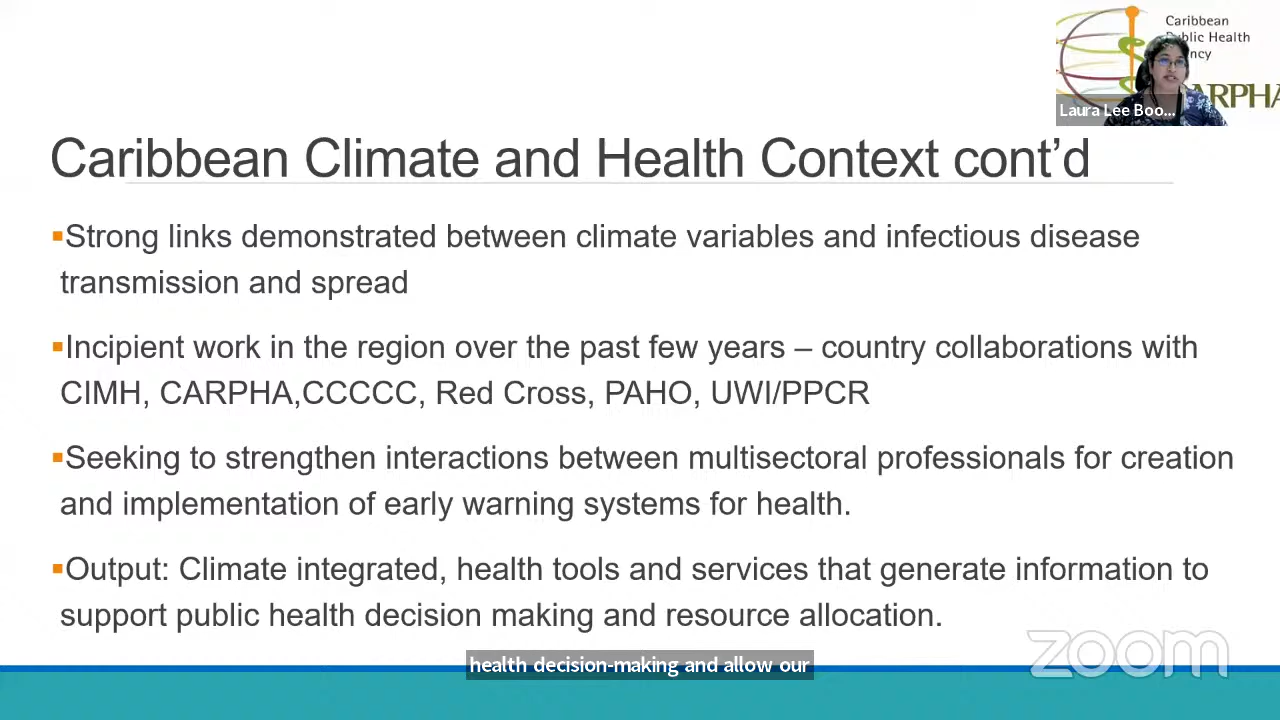 Caribbean
Public Health
ncy
ARPHA
Laura Lee Boo...
Caribbean Climate and Health Context cont’d
▪Strong links demonstrated between climate variables and infectious disease
transmission and spread
▪Incipient work in the region over the past few years – country collaborations with
CIMH, CARPHA,CCCCC, Red Cross, PAHO, UWI/PPCR
▪Seeking to strengthen interactions between multisectoral professionals for creation
and implementation of early warning systems for health.
▪Output: Climate integrated, health tools and services that generate information to
support public health decision making and resource allocation.
zoom
health decision-making and allow our